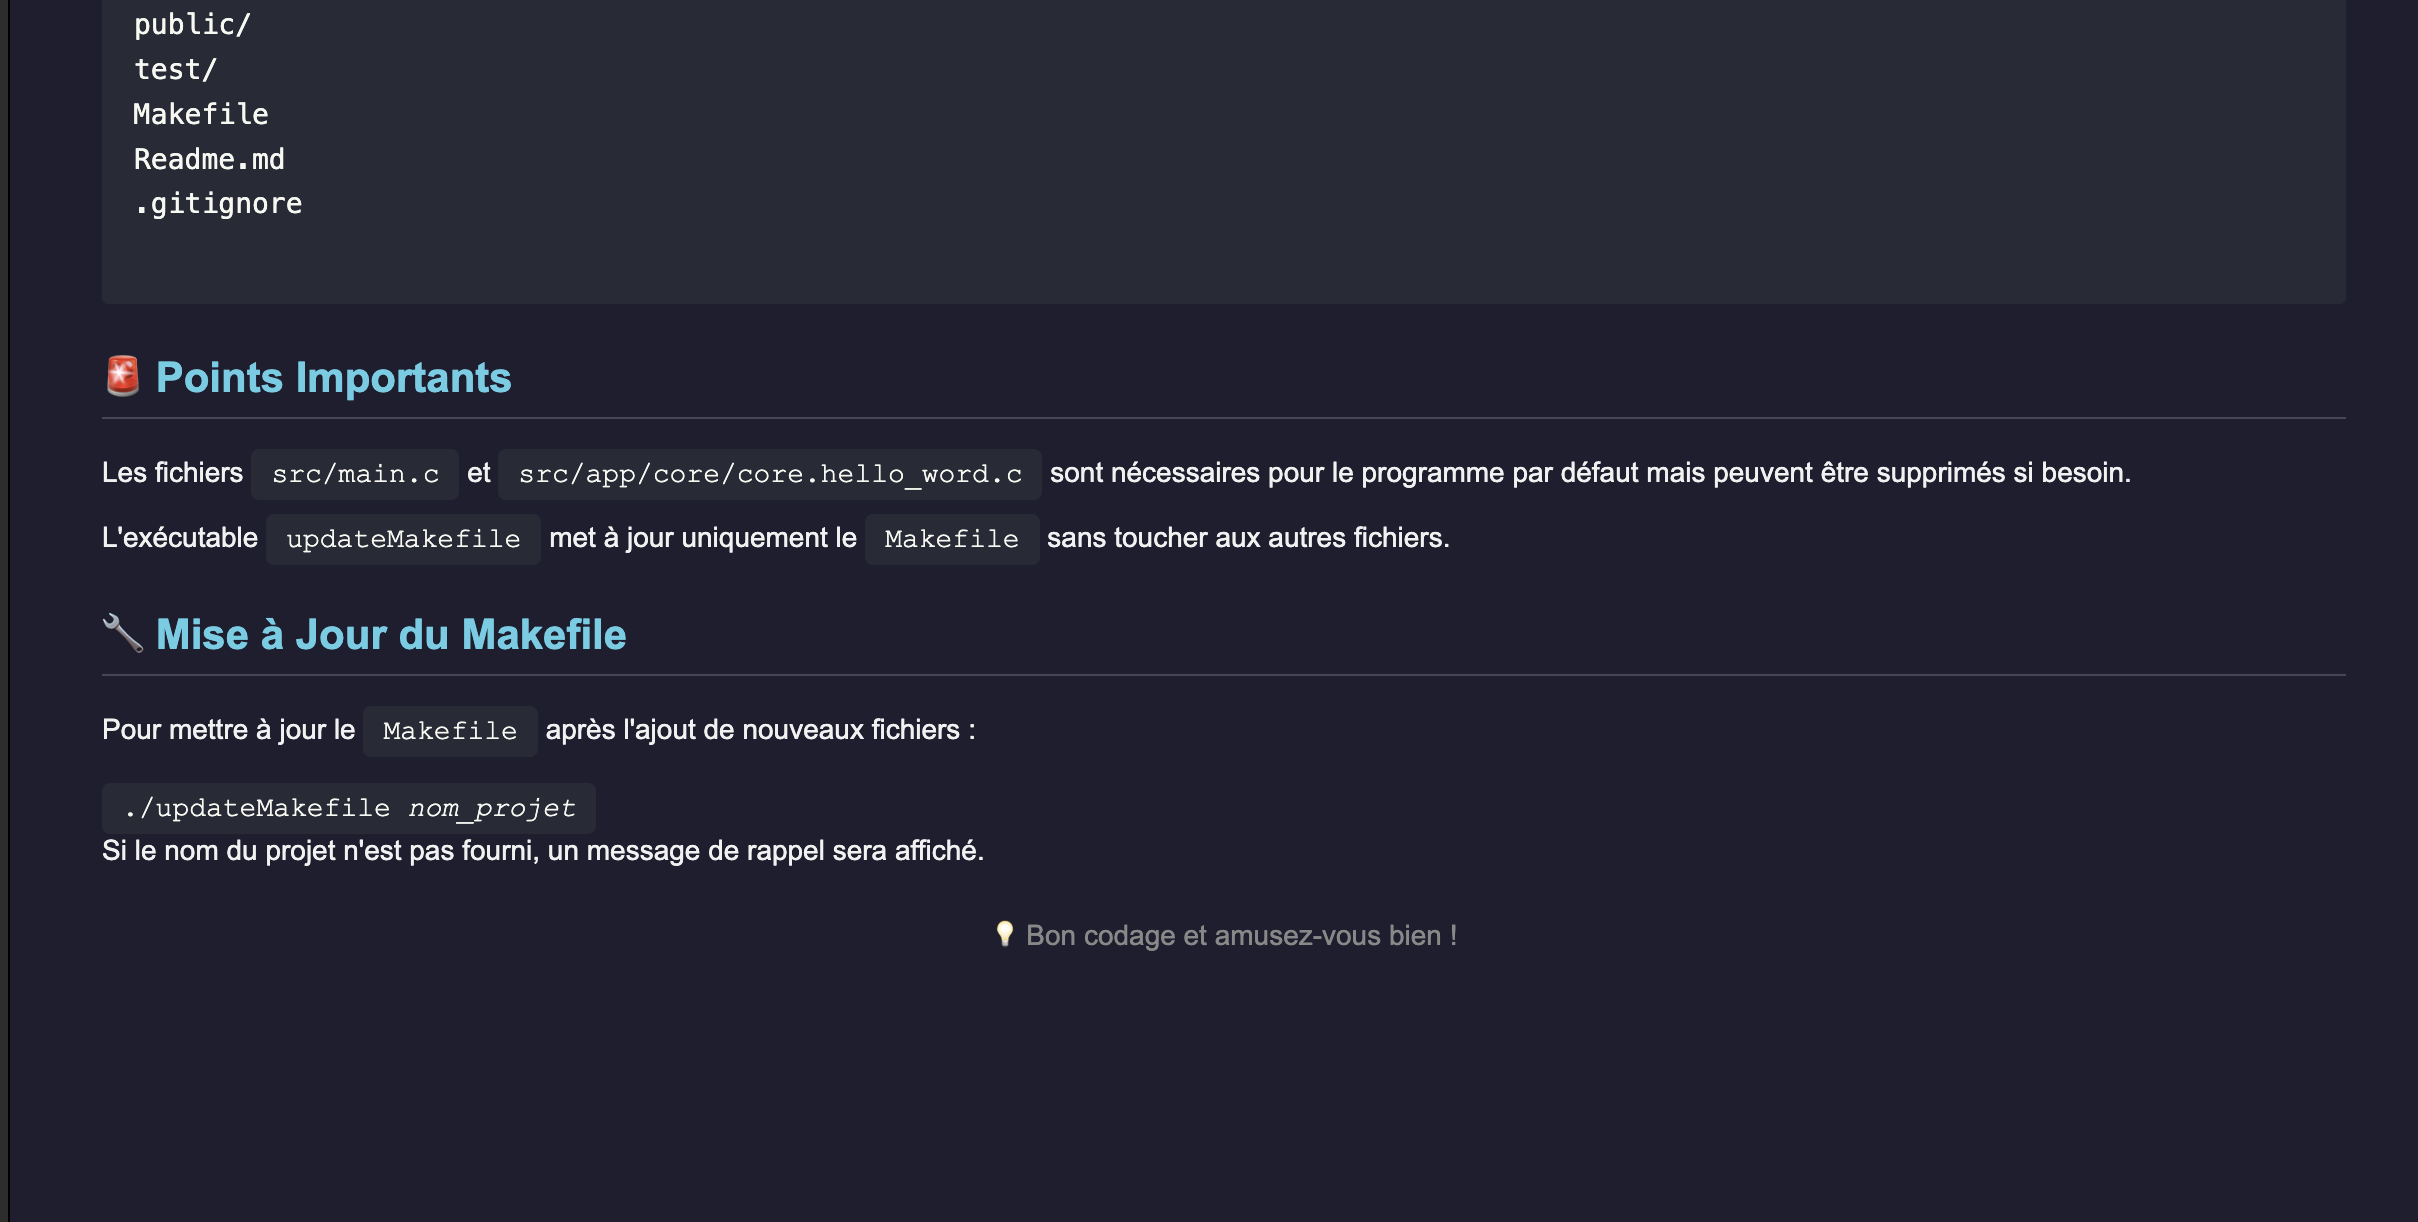 public/
test/
Makefile
Readme.md
.gitignore
🚨 Points Importants
Les fichiers src/main.c et src/app/core/core.hello_word.c sont nécessaires pour le programme par défaut mais peuvent être supprimés si besoin.
L'exécutable updateMakefile met à jour uniquement le Makefile sans toucher aux autres fichiers.
🔧 Mise à Jour du Makefile
Pour mettre à jour le Makefile après l'ajout de nouveaux fichiers :
./updateMakefile nom_projet
Si le nom du projet n'est pas fourni, un message de rappel sera affiché.
💡 Bon codage et amusez-vous bien !